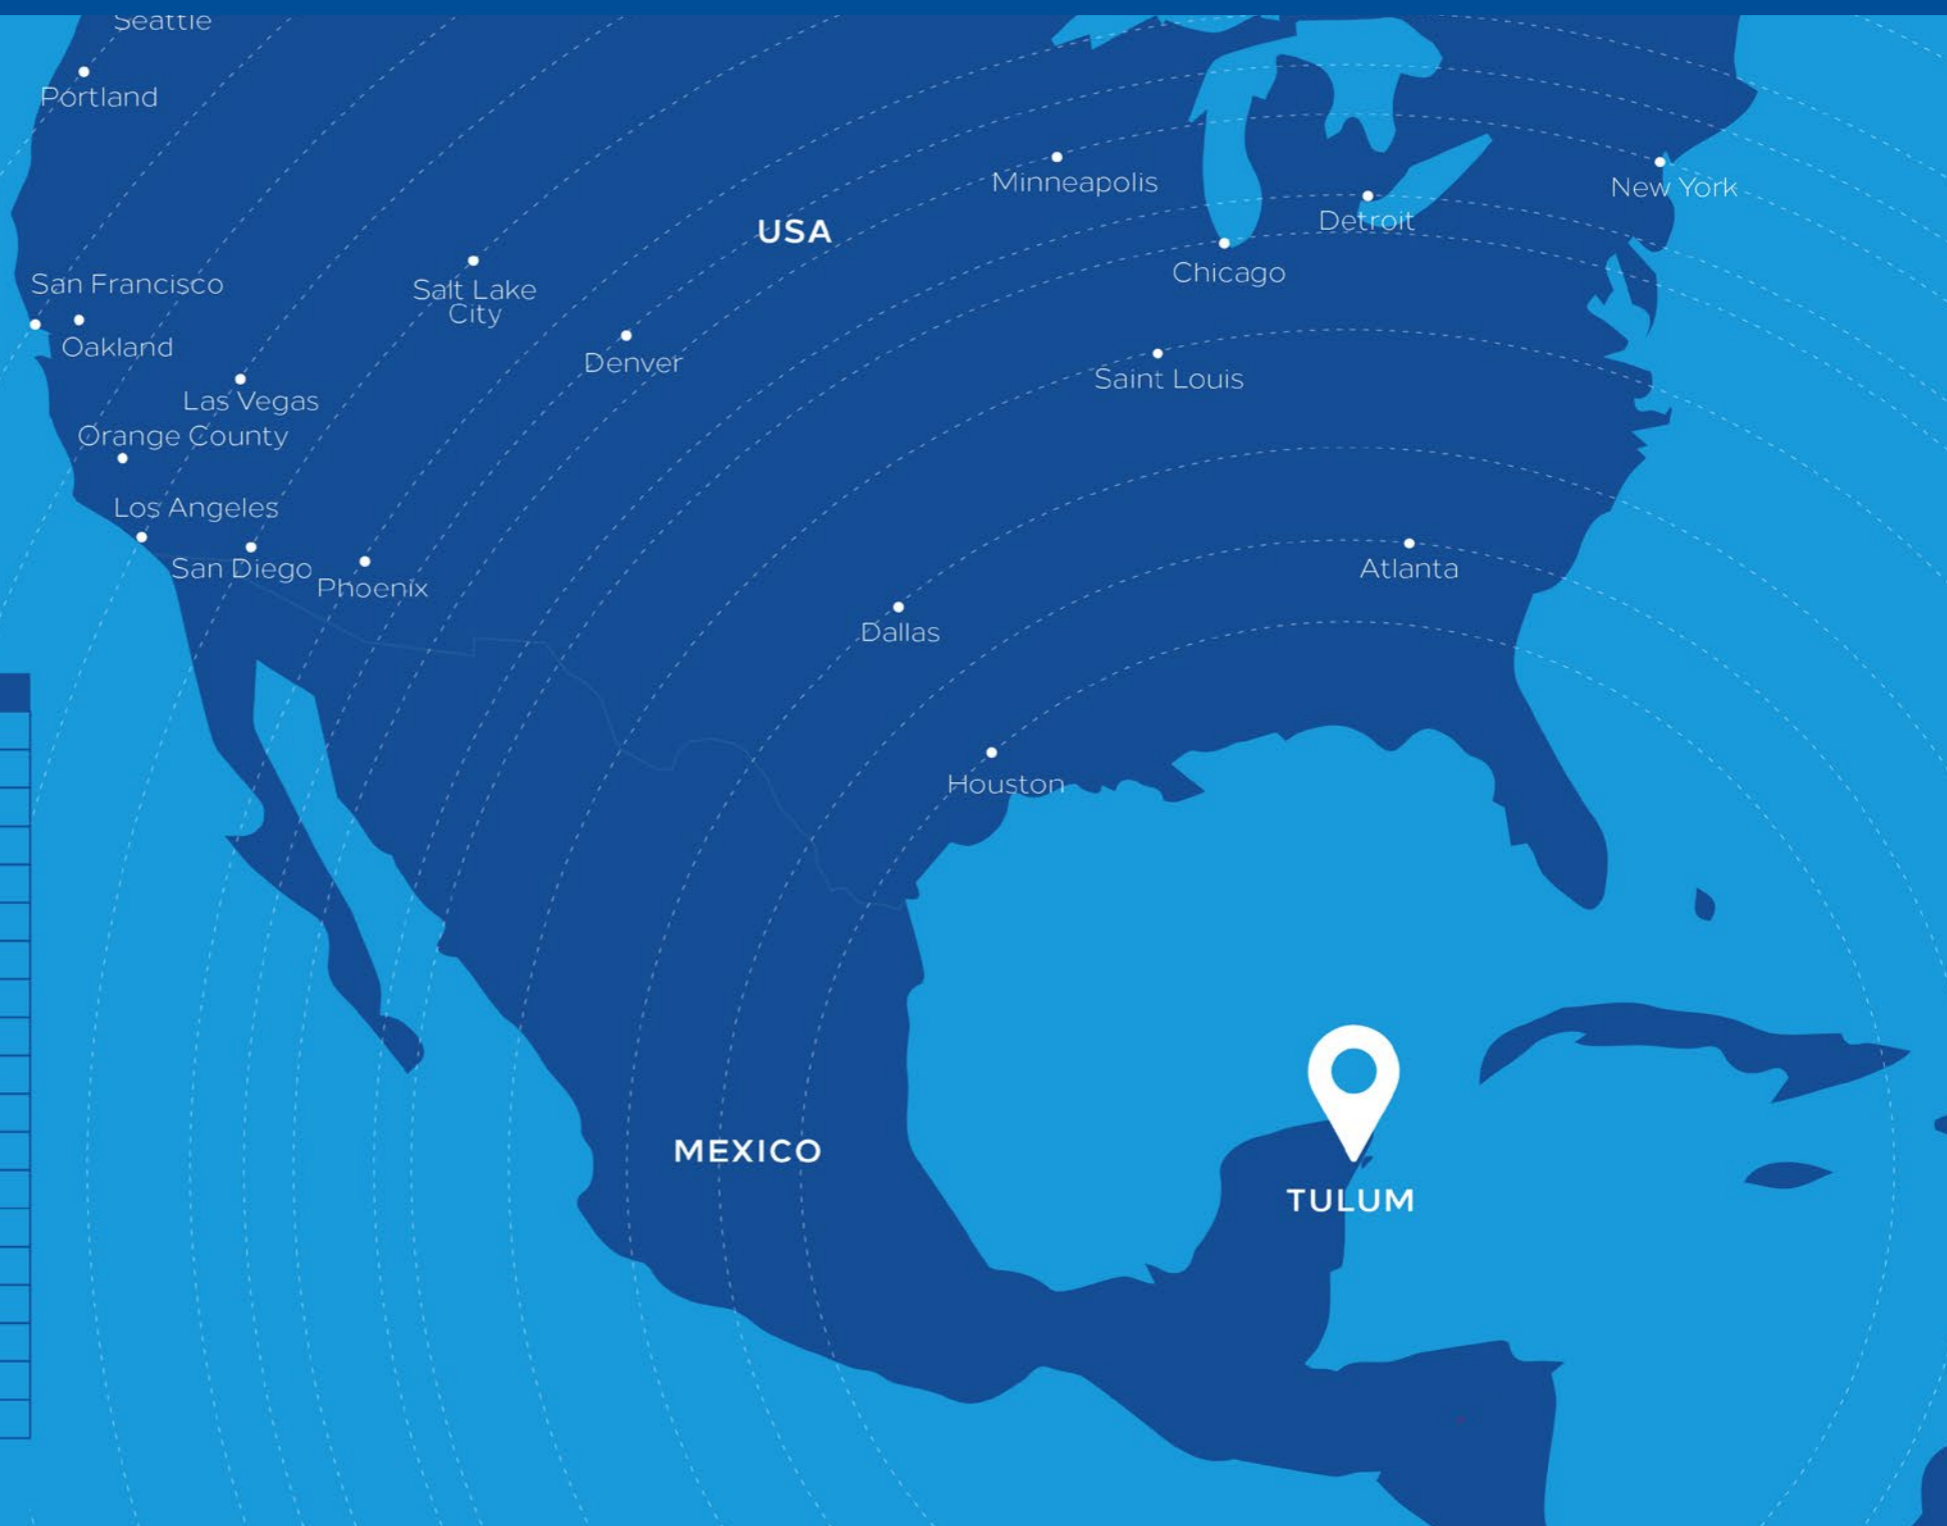 Seattle
Portland
Minneapolis
New York
Detroit
USA
Chicago
San Francisco
Salt Lake
City
Oakland
Denver
Saint Louis
Las Vegas
Orange County
Los Angeles
San Diego
Phoenix
Atlanta
Dallas
Houston
MEXICO
TULUM